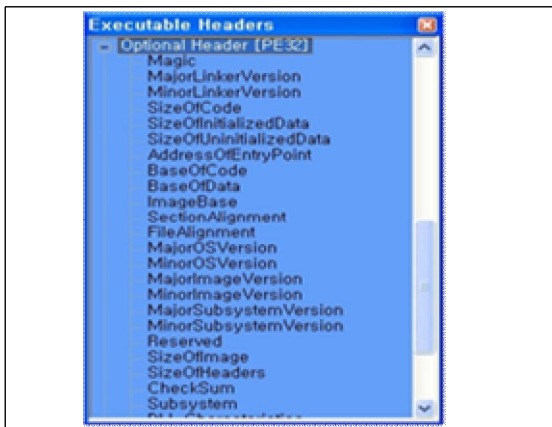 Executable Headers
Optional Header [PE32]
Magic
MajorLinkerVersion
MinorLinkerVersion
SizeOfCode
SizeOfInitializedData
SizeOfUninitializedData
AddressOfEntryPoint
BaseOfCode
BaseOfData
ImageBase
SectionAlignment
FileAlignment
MajorOSVersion
MinorOSVersion
MajorImageVersion
MinorImageVersion
MajorSubsystemVersion
MinorSubsystemVersion
Reserved
SizeOfImage
SizeOfHeaders
CheckSum
Subsystem